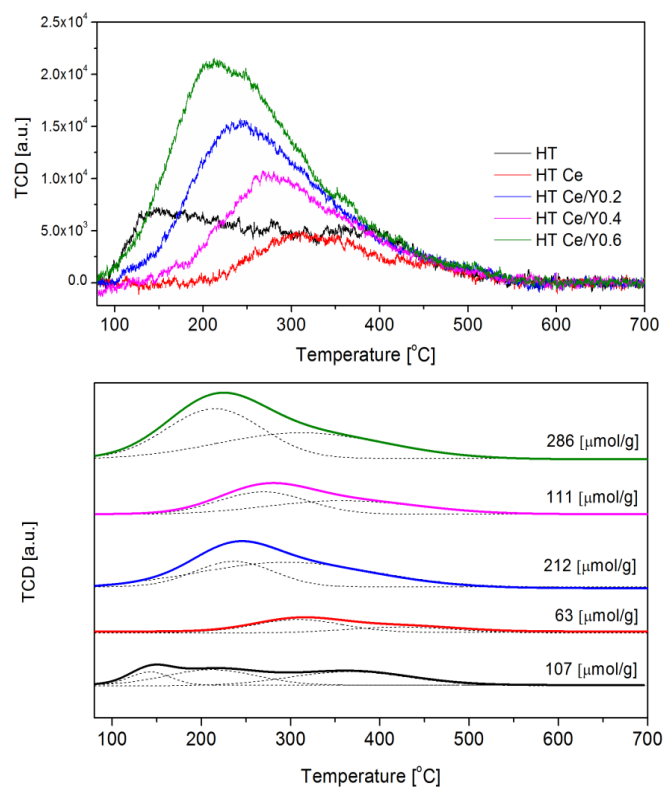 2.5x10⁴
2.0x10⁴
1.5x10⁴
1.0x10⁴
5.0x10³
0.0
TCD [a.u.]
HT
HT Ce
HT Ce/Y0.2
HT Ce/Y0.4
HT Ce/Y0.6
100 200 300 400 500 600 700
Temperature [°C]
TCD [a.u.]
286 [μmol/g]
111 [μmol/g]
212 [μmol/g]
63 [μmol/g]
107 [μmol/g]
100 200 300 400 500 600 700
Temperature [°C]